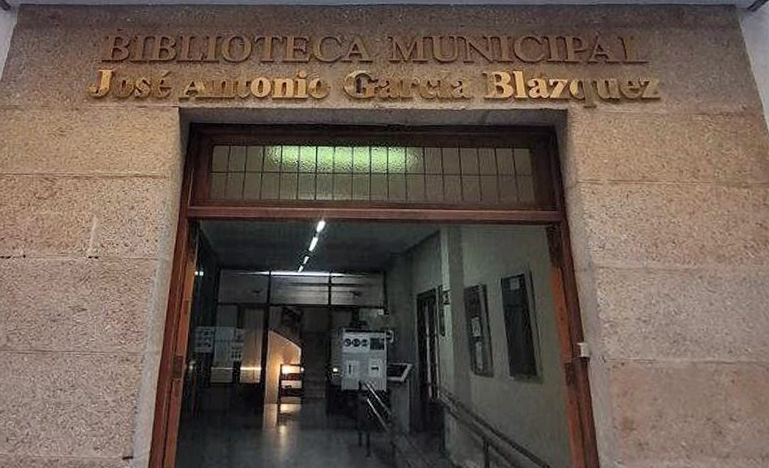 BIBLIOTECA MUNICIPAL
José Antonio García Blázquez